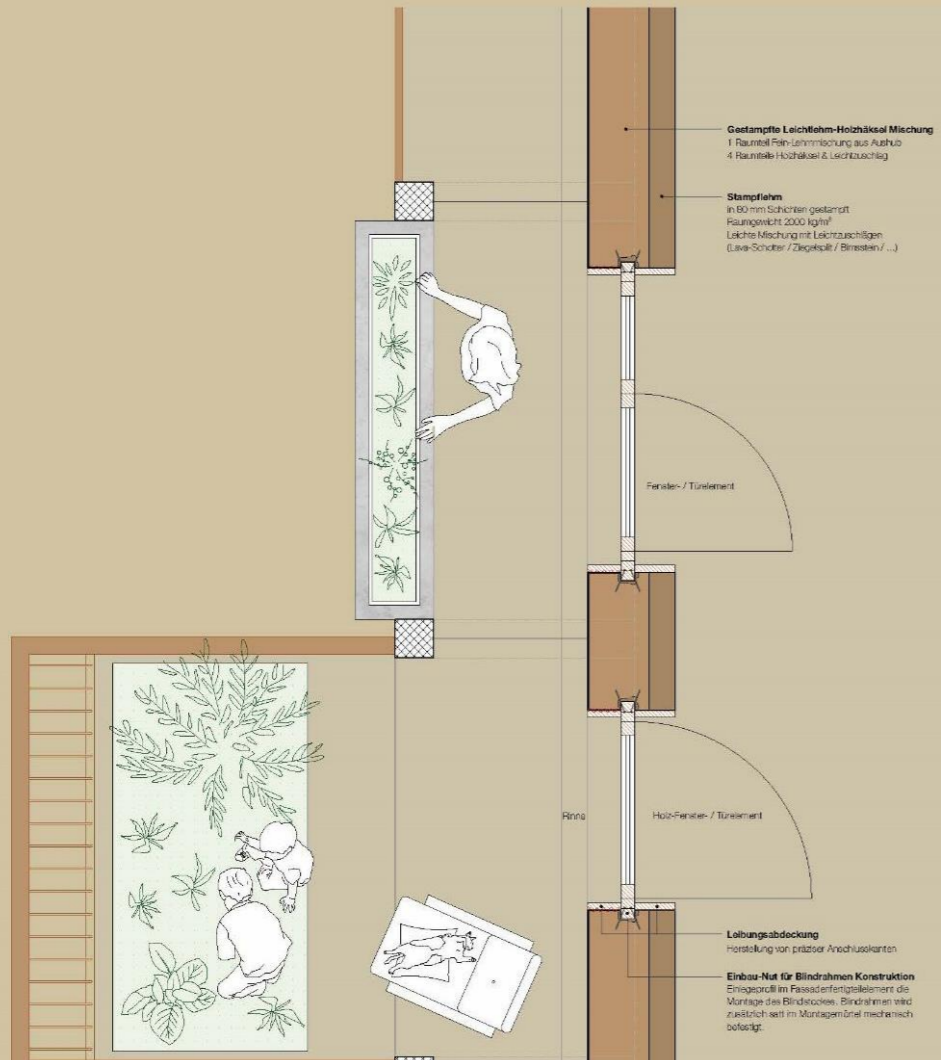 Gestampfte Leichtlehm-Holzhäksel Mischung
1 Raumteil Fein-Lehmmischung aus Aushub
4 Raumteile Holzhäksel & Leichtzuschlag
Stampflehm
in 80 mm Schichten gestampft
Raumgewicht 2000 kg/m³
Leichte Mischung mit Leichtzuschlägen
(Lava-Schotter / Ziegelsplit / Bimsstein / ...)
Fenster- / Türelement
Rinne
Holz-Fenster- / Türelement
Leibungsabdeckung
Herstellung von präziser Anschlusskanten
Einbau-Nut für Blindrahmen Konstruktion
Einlegeprofil im Fassadenfertigteilelement die
Montage des Blindstockes. Blindrahmen wird
zusätzlich satt im Montagemörtel mechanisch
befestigt.